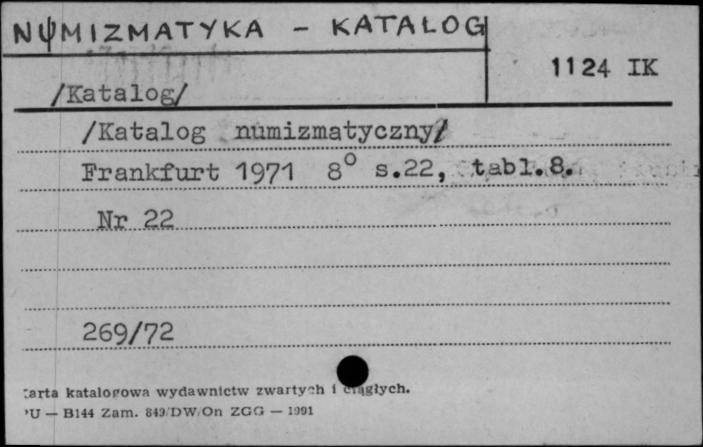 NUMIZMATYKA - KATALOG
1124 IK
/Katalog/
/Katalog numizmatyczny/
Frankfurt 1971 8° s.22, tabl.8.
Nr 22
269/72
karta katalogowa wydawnictw zwartych i ciągłych.
PU — B144 Zam. 849/DW/On ZGG — 1991